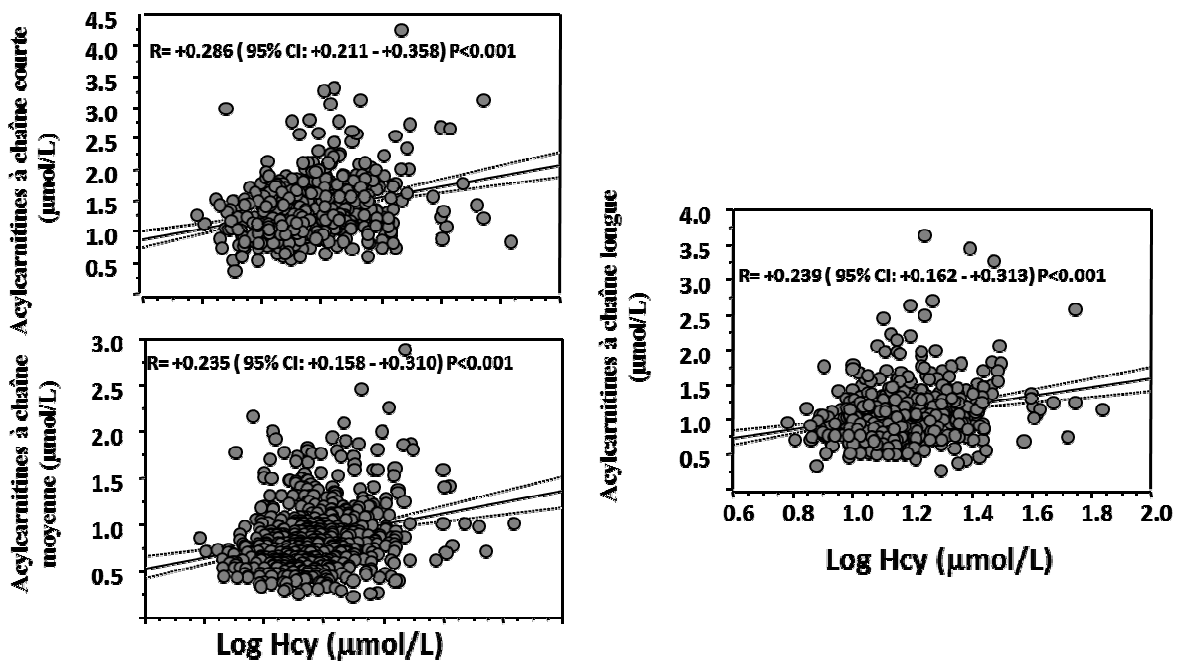 Acylcarnitines à chaîne courte
(µmol/L)
4.5
4.0
3.5
3.0
2.5
2.0
1.5
1.0
0.5
R= +0.286 ( 95% CI: +0.211 - +0.358) P<0.001
Acylcarnitines à chaîne
moyenne (µmol/L)
3.0
2.5
2.0
1.5
1.0
0.5
R= +0.235 ( 95% CI: +0.158 - +0.310) P<0.001
Log Hcy (µmol/L)
Acylcarnitines à chaîne longue
(µmol/L)
4.0
3.5
3.0
2.5
2.0
1.5
1.0
0.5
R= +0.239 ( 95% CI: +0.162 - +0.313) P<0.001
0.6 0.8 1.0 1.2 1.4 1.6 1.8 2.0
Log Hcy (µmol/L)